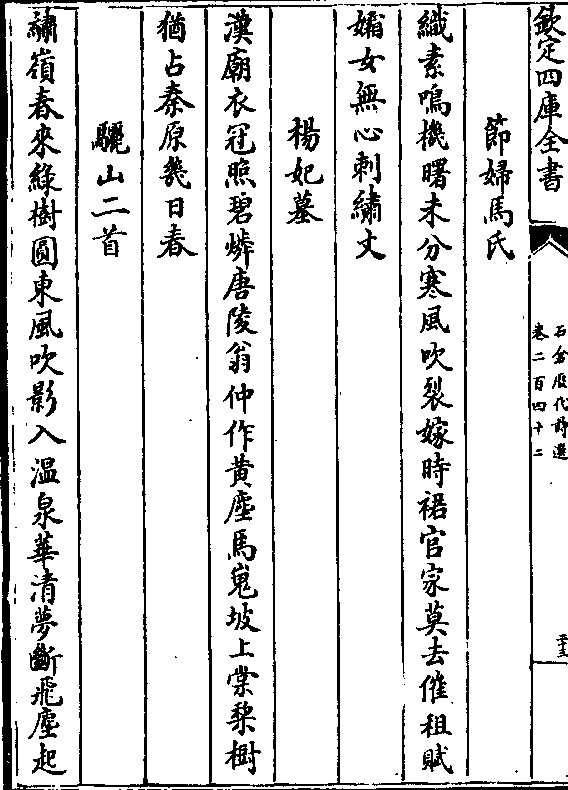 欽定四庫全書
石倉歷代詩選
卷二百四十二
節婦馬氏
織素鳴機曙未分寒風吹裂嫁時裙官家莫去催租賦
孀女無心刺繡文
楊妃墓
漢廟衣冠照碧燐唐陵翁仲作黄塵馬嵬坡上棠梨樹
猶占秦原幾日春
驪山二首
繡嶺春來綠樹圓東風吹影入温泉華清夢斷飛塵起